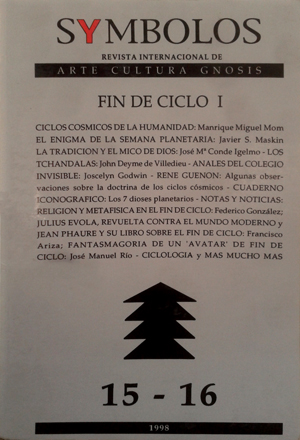 SYMBOLOS
REVISTA INTERNACIONAL DE
ARTE CULTURA GNOSIS
FIN DE CICLO I
CICLOS COSMICOS DE LA HUMANIDAD: Manrique Miguel Mom
EL ENIGMA DE LA SEMANA PLANETARIA: Javier S. Maskin
LA TRADICION Y EL MICO DE DIOS: José Mª Conde Igelmo - LOS
TCHANDALAS: John Deyme de Villedieu - ANALES DEL COLEGIO
INVISIBLE: Joscelyn Godwin - RENE GUENON: Algunas obser-
vaciones sobre la doctrina de los ciclos cósmicos - CUADERNO
ICONOGRAFICO: Los 7 dioses planetarios - NOTAS Y NOTICIAS:
RELIGION Y METAFISICA EN EL FIN DE CICLO: Federico González;
JULIUS EVOLA, REVUELTA CONTRA EL MUNDO MODERNO y
JEAN PHAURE Y SU LIBRO SOBRE EL FIN DE CICLO: Francisco
Ariza; FANTASMAGORIA DE UN 'AVATAR' DE FIN DE
CICLO: José Manuel Río - CICLOLOGIA y MAS MUCHO MAS
15 - 16
1998